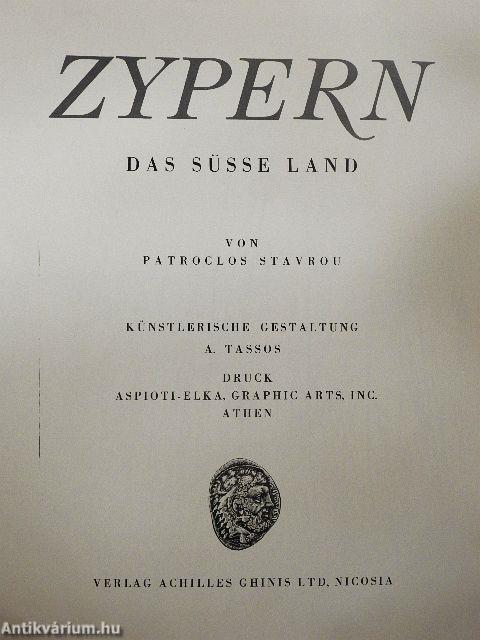 ZYPERN
DAS SÜSSE LAND
VON
PATROCLOS STAVROU
KÜNSTLERISCHE GESTALTUNG
A. TASSOS
DRUCK
ASPIOTI-ELKA, GRAPHIC ARTS, INC.
ATHEN
VERLAG ACHILLES GHINIS LTD, NICOSIA
Antikvárium.hu